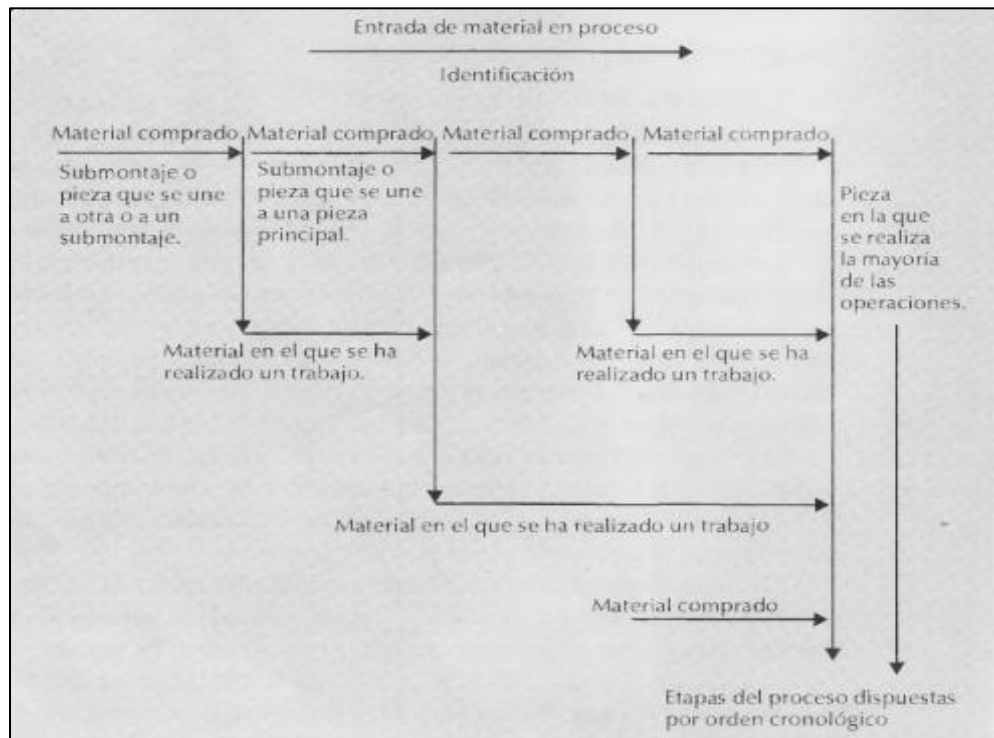 Entrada de material en proceso
Identificación
Material comprado
Material comprado
Material comprado
Material comprado
Submontaje o
pieza que se une
a otra o a un
submontaje.
Submontaje o
pieza que se une
a una pieza
principal.
Pieza
en la que
se realiza
la mayoría
de las
operaciones.
Material en el que se ha
realizado un trabajo.
Material en el que se ha
realizado un trabajo.
Material en el que se ha realizado un trabajo
Material comprado
Etapas del proceso dispuestas
por orden cronológico